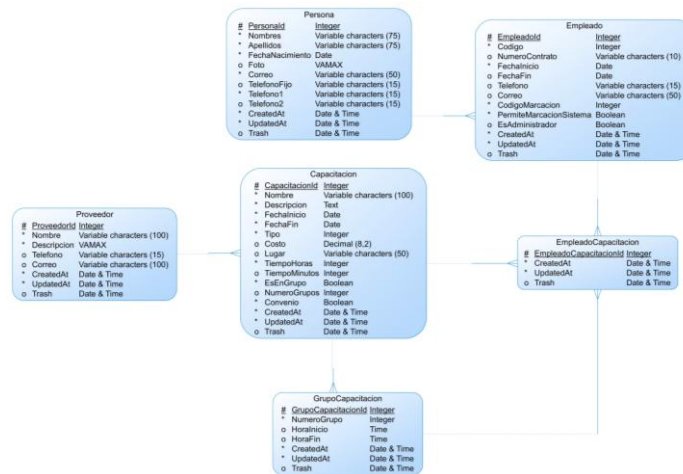 Persona
# PersonaId Integer
* Nombres Variable characters (75)
* Apellidos Variable characters (75)
* FechaNacimiento Date
o Foto VAMAX
* Correo Variable characters (50)
o TelefonoFijo Variable characters (15)
* Telefono1 Variable characters (15)
o Telefono2 Variable characters (15)
* CreatedAt Date & Time
* UpdatedAt Date & Time
o Trash Date & Time
Empleado
# EmpleadoId Integer
* Codigo Integer
o NumeroContrato Variable characters (10)
* FechaInicio Date
o FechaFin Date
o Telefono Variable characters (15)
o Correo Variable characters (50)
* CodigoMarcacion Integer
* PermiteMarcacionSistema Boolean
o EsAdministrador Boolean
* CreatedAt Date & Time
* UpdatedAt Date & Time
o Trash Date & Time
Capacitacion
# CapacitacionId Integer
* Nombre Variable characters (100)
* Descripcion Text
* FechaInicio Date
* FechaFin Date
* Tipo Integer
o Costo Decimal (8,2)
o Lugar Variable characters (50)
* TiempoHoras Integer
o TiempoMinutos Integer
* EsEnGrupo Boolean
o NumeroGrupos Integer
* Convenio Boolean
* CreatedAt Date & Time
* UpdatedAt Date & Time
o Trash Date & Time
Proveedor
# ProveedorId Integer
* Nombre Variable characters (100)
* Descripcion VAMAX
o Telefono Variable characters (15)
o Correo Variable characters (100)
* CreatedAt Date & Time
* UpdatedAt Date & Time
o Trash Date & Time
EmpleadoCapacitacion
# EmpleadoCapacitacionId Integer
* CreatedAt Date & Time
* UpdatedAt Date & Time
o Trash Date & Time
GrupoCapacitacion
# GrupoCapacitacionId Integer
* NumeroGrupo Integer
o HoraInicio Time
o HoraFin Time
* CreatedAt Date & Time
* UpdatedAt Date & Time
o Trash Date & Time